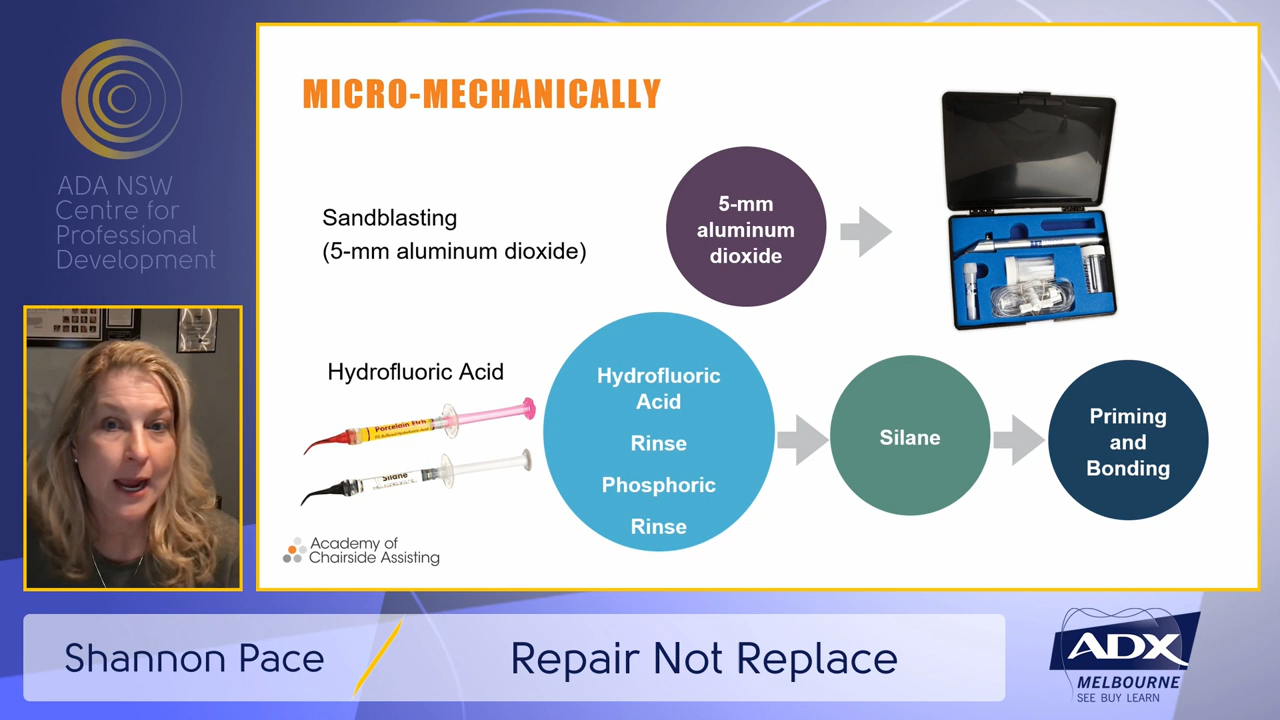 ADA NSW
Centre for
Professional
Development
MICRO-MECHANICALLY
Sandblasting
(5-mm aluminum dioxide)
5-mm
aluminum
dioxide
Hydrofluoric Acid
Porcelain Etch
Silane
Hydrofluoric
Acid
Rinse
Phosphoric
Rinse
Silane
Priming
and
Bonding
Academy of
Chairside Assisting
Shannon Pace
Repair Not Replace
ADX
MELBOURNE
SEE BUY LEARN